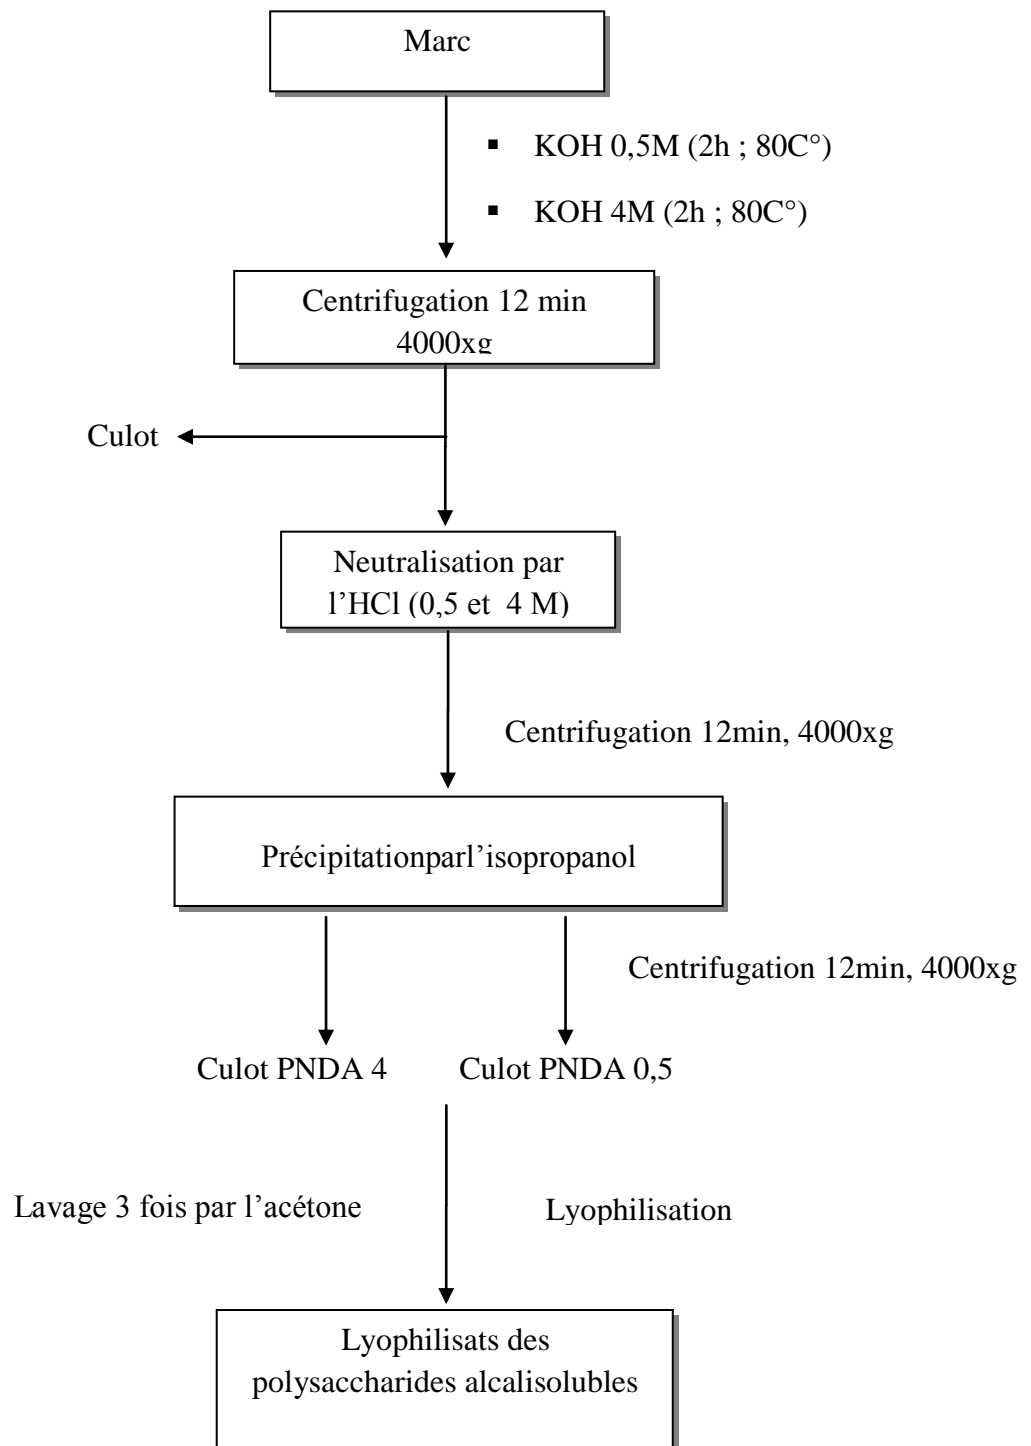 Marc
▪ KOH 0,5M (2h ; 80C°)
▪ KOH 4M (2h ; 80C°)
Centrifugation 12 min
4000xg
Culot
Neutralisation par
l’HCl (0,5 et 4 M)
Centrifugation 12min, 4000xg
Précipitationparl’isopropanol
Centrifugation 12min, 4000xg
Culot PNDA 4
Culot PNDA 0,5
Lavage 3 fois par l’acétone
Lyophilisation
Lyophilisats des
polysaccharides alcalisolubles